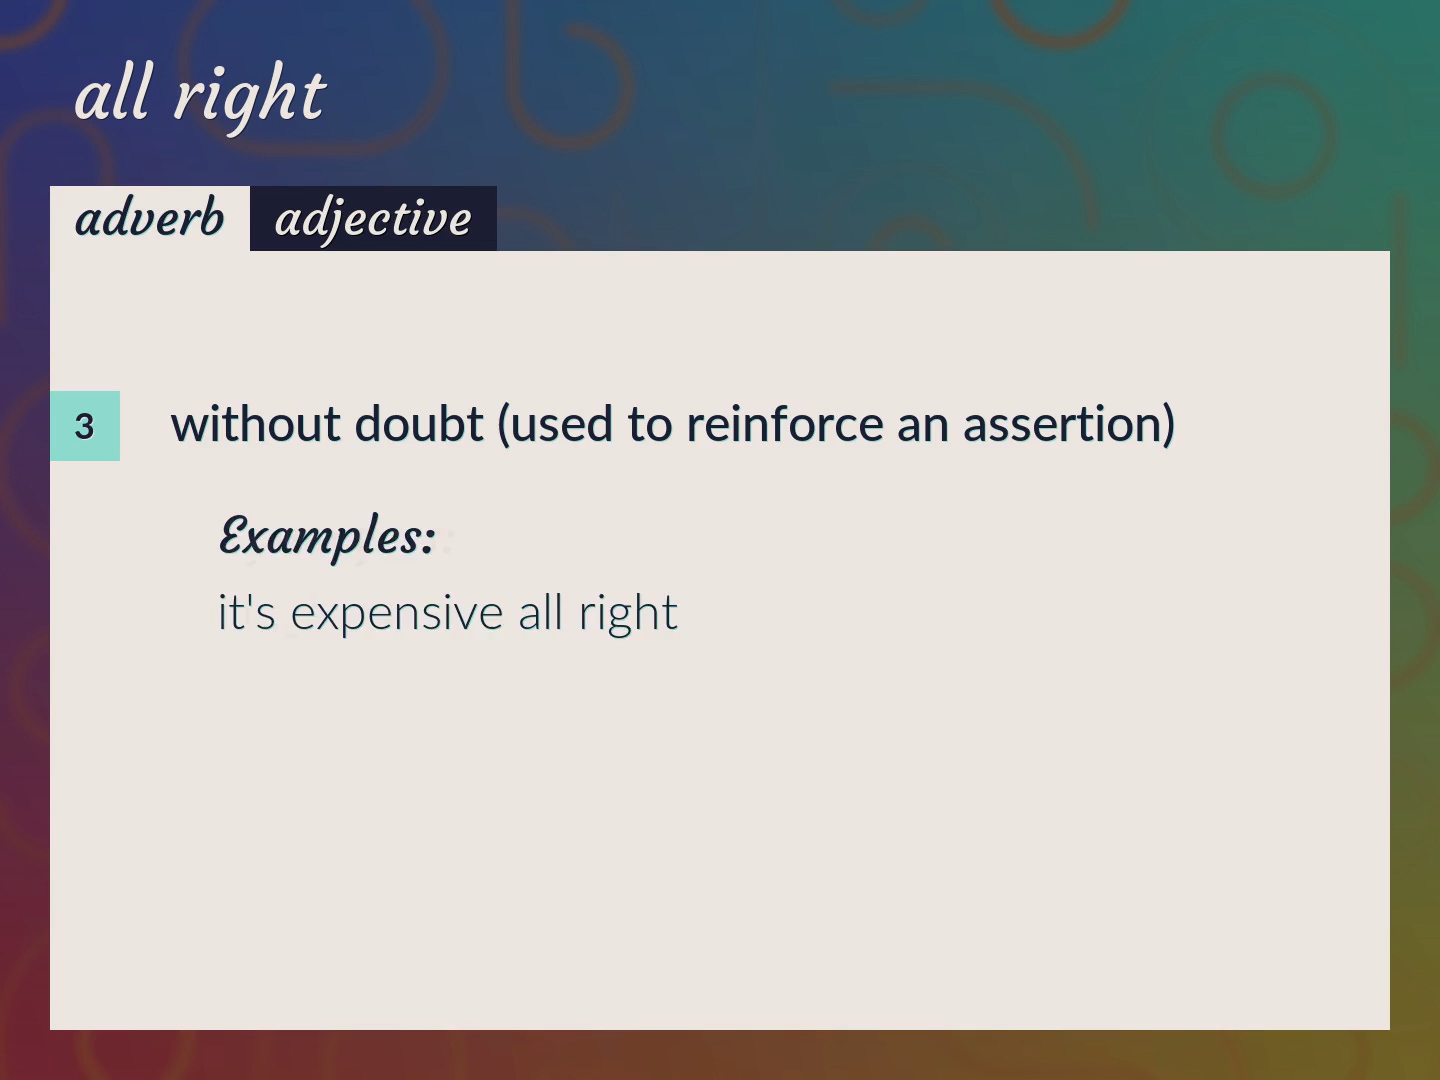 all right
adverb adjective
3 without doubt (used to reinforce an assertion)
Examples:
it's expensive all right